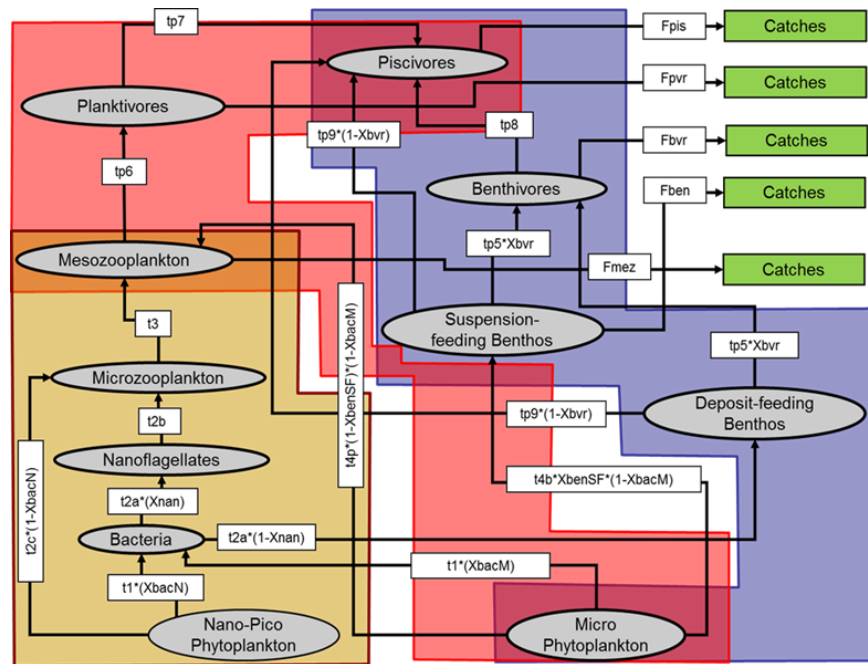 tp7
Fpis
Catches
Piscivores
Planktivores
Fpvr
Catches
tp9*(1-Xbvr)
tp8
Fbvr
Catches
tp6
Benthivores
Fben
Catches
tp5*Xbvr
Mesozooplankton
Fmez
Catches
t3
Suspension-
feeding Benthos
tp5*Xbvr
Microzooplankton
t4p*(1-XbenSF)*(1-XbacM)
t2b
tp9*(1-Xbvr)
Deposit-feeding
Benthos
Nanoflagellates
t2c*(1-XbacN)
t2a*(Xnan)
t4b*XbenSF*(1-XbacM)
Bacteria
t2a*(1-Xnan)
t1*(XbacN)
t1*(XbacM)
Nano-Pico
Phytoplankton
Micro
Phytoplankton